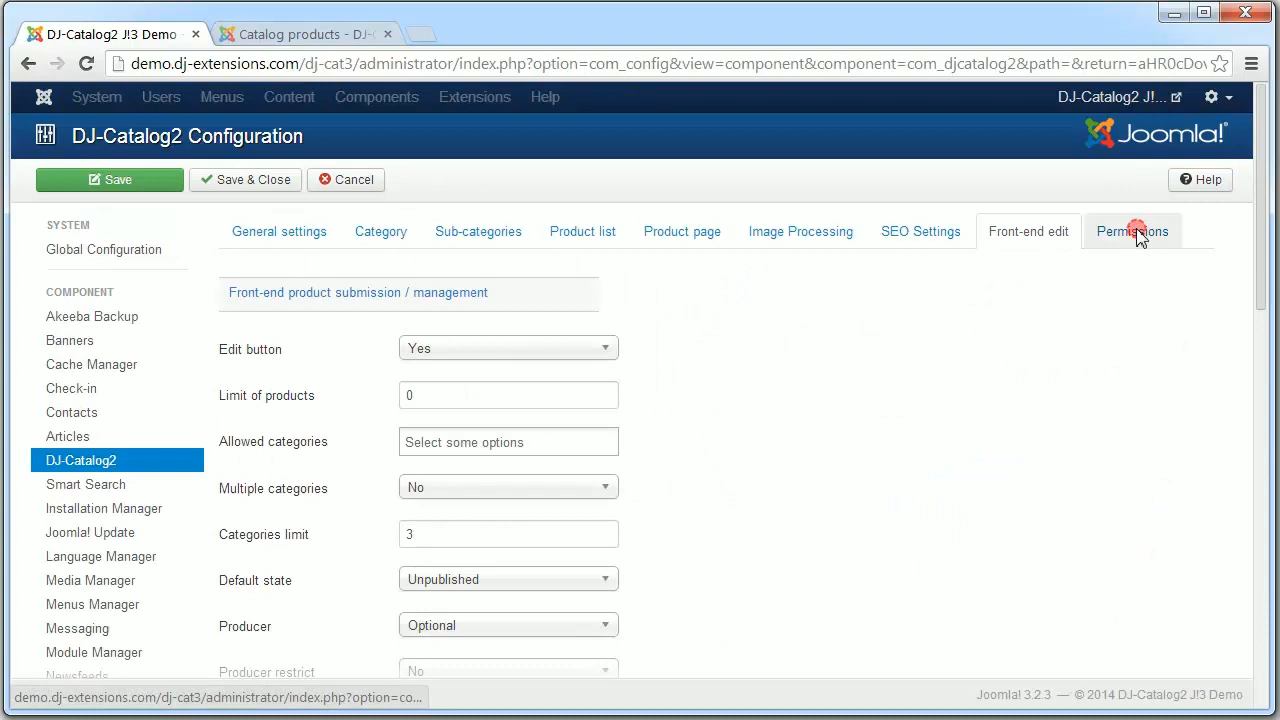 DJ-Catalog2 J!3 Demo
Catalog products - DJ-
demo.dj-extensions.com/dj-cat3/administrator/index.php?option=com_config&view=component&component=com_djcatalog2&path=&return=aHR0cDov
System Users Menus Content Components Extensions Help
DJ-Catalog2 J!...
DJ-Catalog2 Configuration
Joomla!
Save
Save & Close
Cancel
Help
SYSTEM
Global Configuration
COMPONENT
Akeeba Backup
Banners
Cache Manager
Check-in
Contacts
Articles
DJ-Catalog2
Smart Search
Installation Manager
Joomla! Update
Language Manager
Media Manager
Menus Manager
Messaging
Module Manager
Newsfeeds
General settings Category Sub-categories Product list Product page Image Processing SEO Settings Front-end edit Permissions
Front-end product submission / management
Edit button Yes
Limit of products 0
Allowed categories Select some options
Multiple categories No
Categories limit 3
Default state Unpublished
Producer Optional
Producer restrict No
demo.dj-extensions.com/dj-cat3/administrator/index.php?option=co...
Joomla! 3.2.3 — © 2014 DJ-Catalog2 J!3 Demo